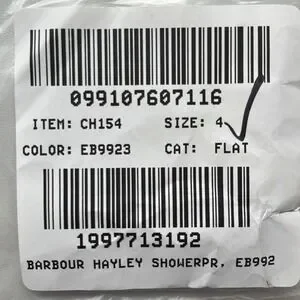 099107607116
ITEM: CH154 SIZE: 4
COLOR: EB9923 CAT: FLAT
1997713192
BARBOUR HAYLEY SHOWERPR, EB992